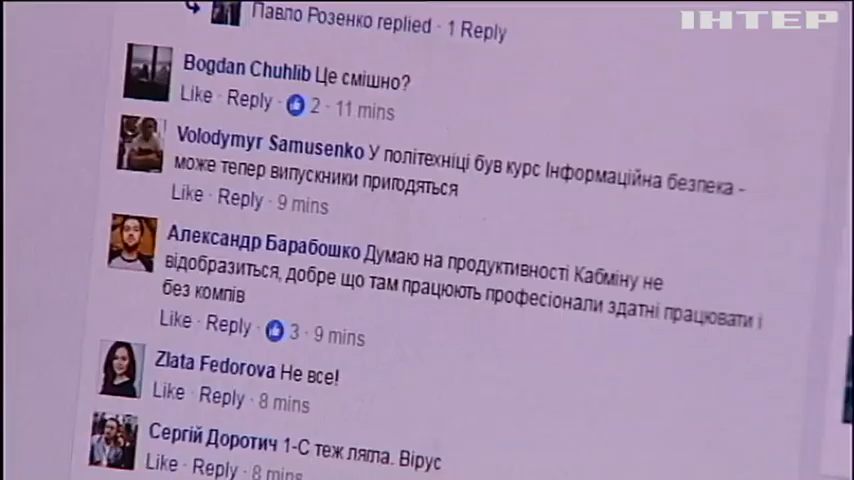 ІНТЕР
Павло Розенко replied · 1 Reply
Bogdan Chuhlib Це смішно?
Like · Reply · 2 · 11 mins
Volodymyr Samusenko У політехніці був курс Інформаційна безпека -
може тепер випускники пригодяться
Like · Reply · 9 mins
Александр Барабошко Думаю на продуктивності Кабміну не
відобразиться, добре що там працюють професіонали здатні працювати і
без компів
Like · Reply · 3 · 9 mins
Zlata Fedorova Не все!
Like · Reply · 8 mins
Сергій Доротич 1-С теж лягла. Вірус
Like · Reply · 8 mins